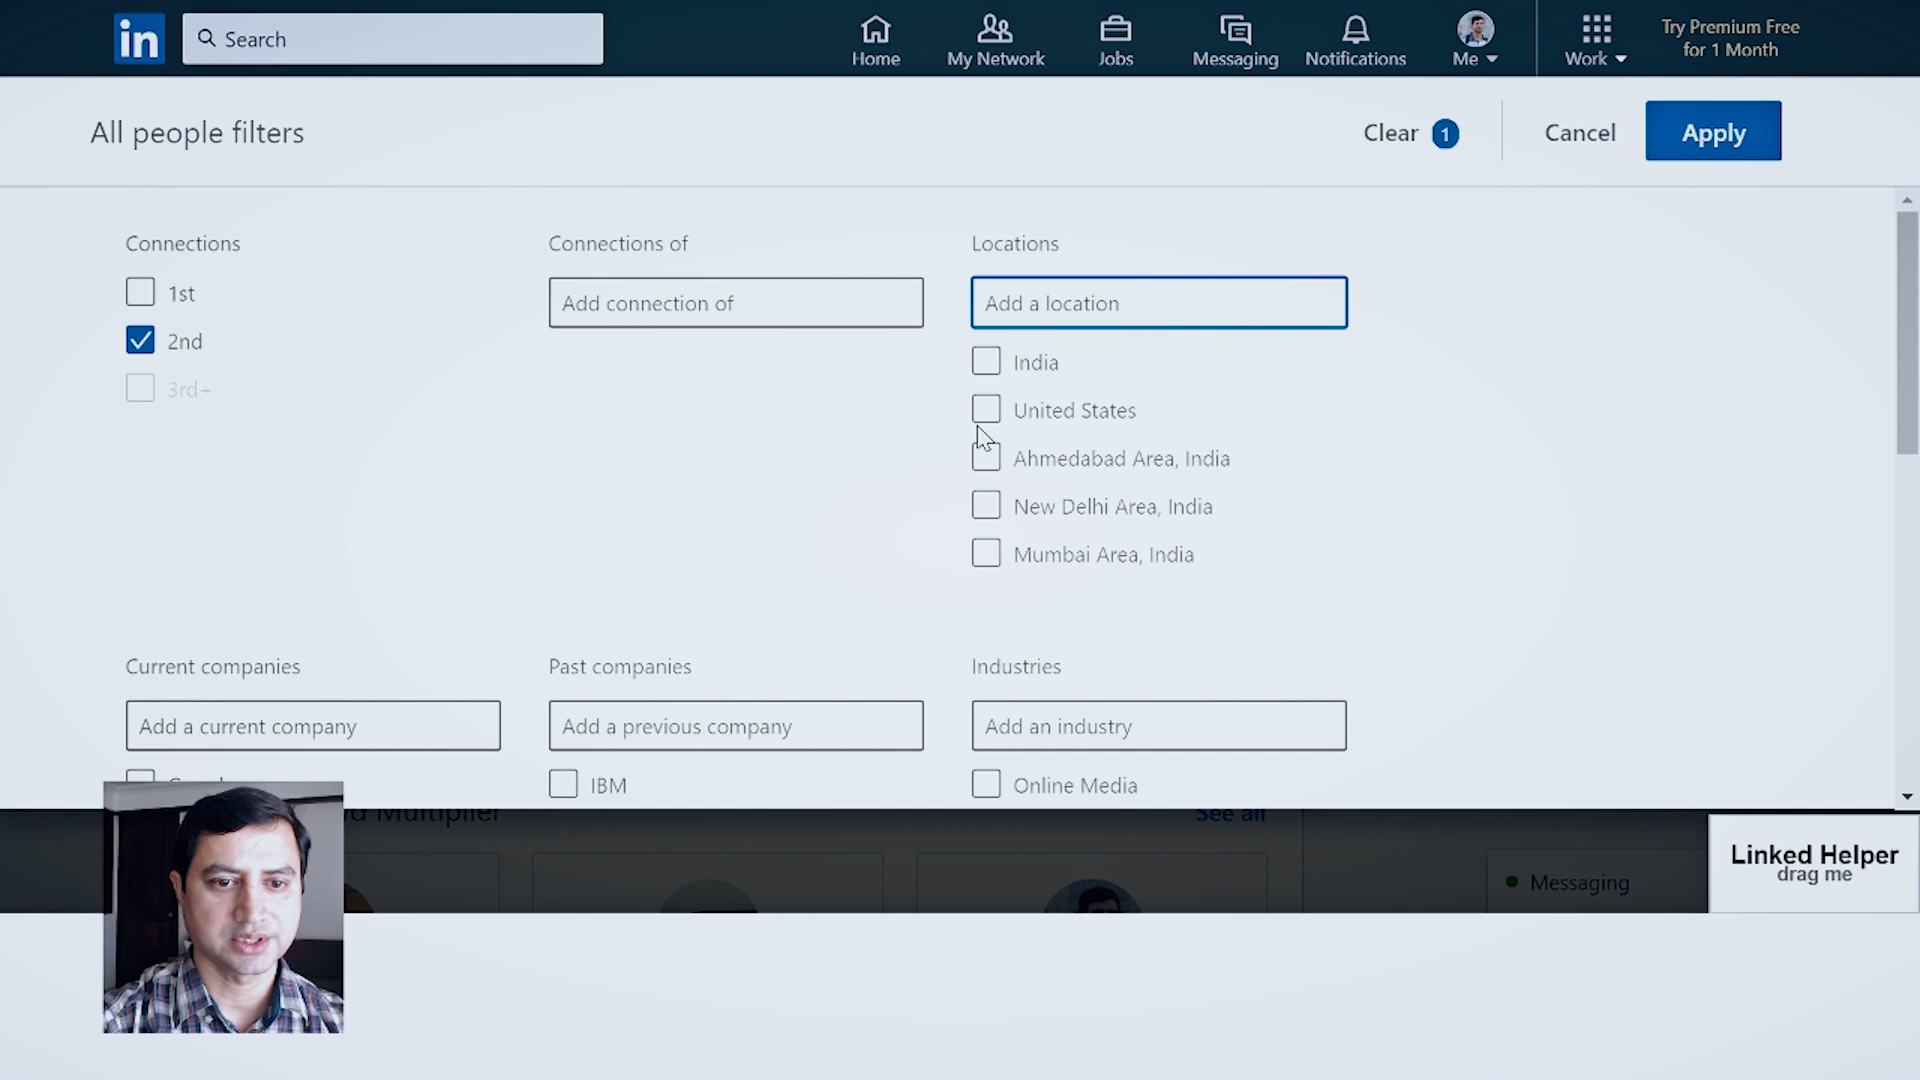 in
Search
Home
My Network
Jobs
Messaging
Notifications
Me
Work
Try Premium Free
for 1 Month
All people filters
Clear 1
Cancel
Apply
Connections
1st
2nd
3rd+
Connections of
Add connection of
Locations
Add a location
India
United States
Ahmedabad Area, India
New Delhi Area, India
Mumbai Area, India
Current companies
Add a current company
Past companies
Add a previous company
IBM
Industries
Add an industry
Online Media
Multiplier
See all
Messaging
Linked Helper
drag me